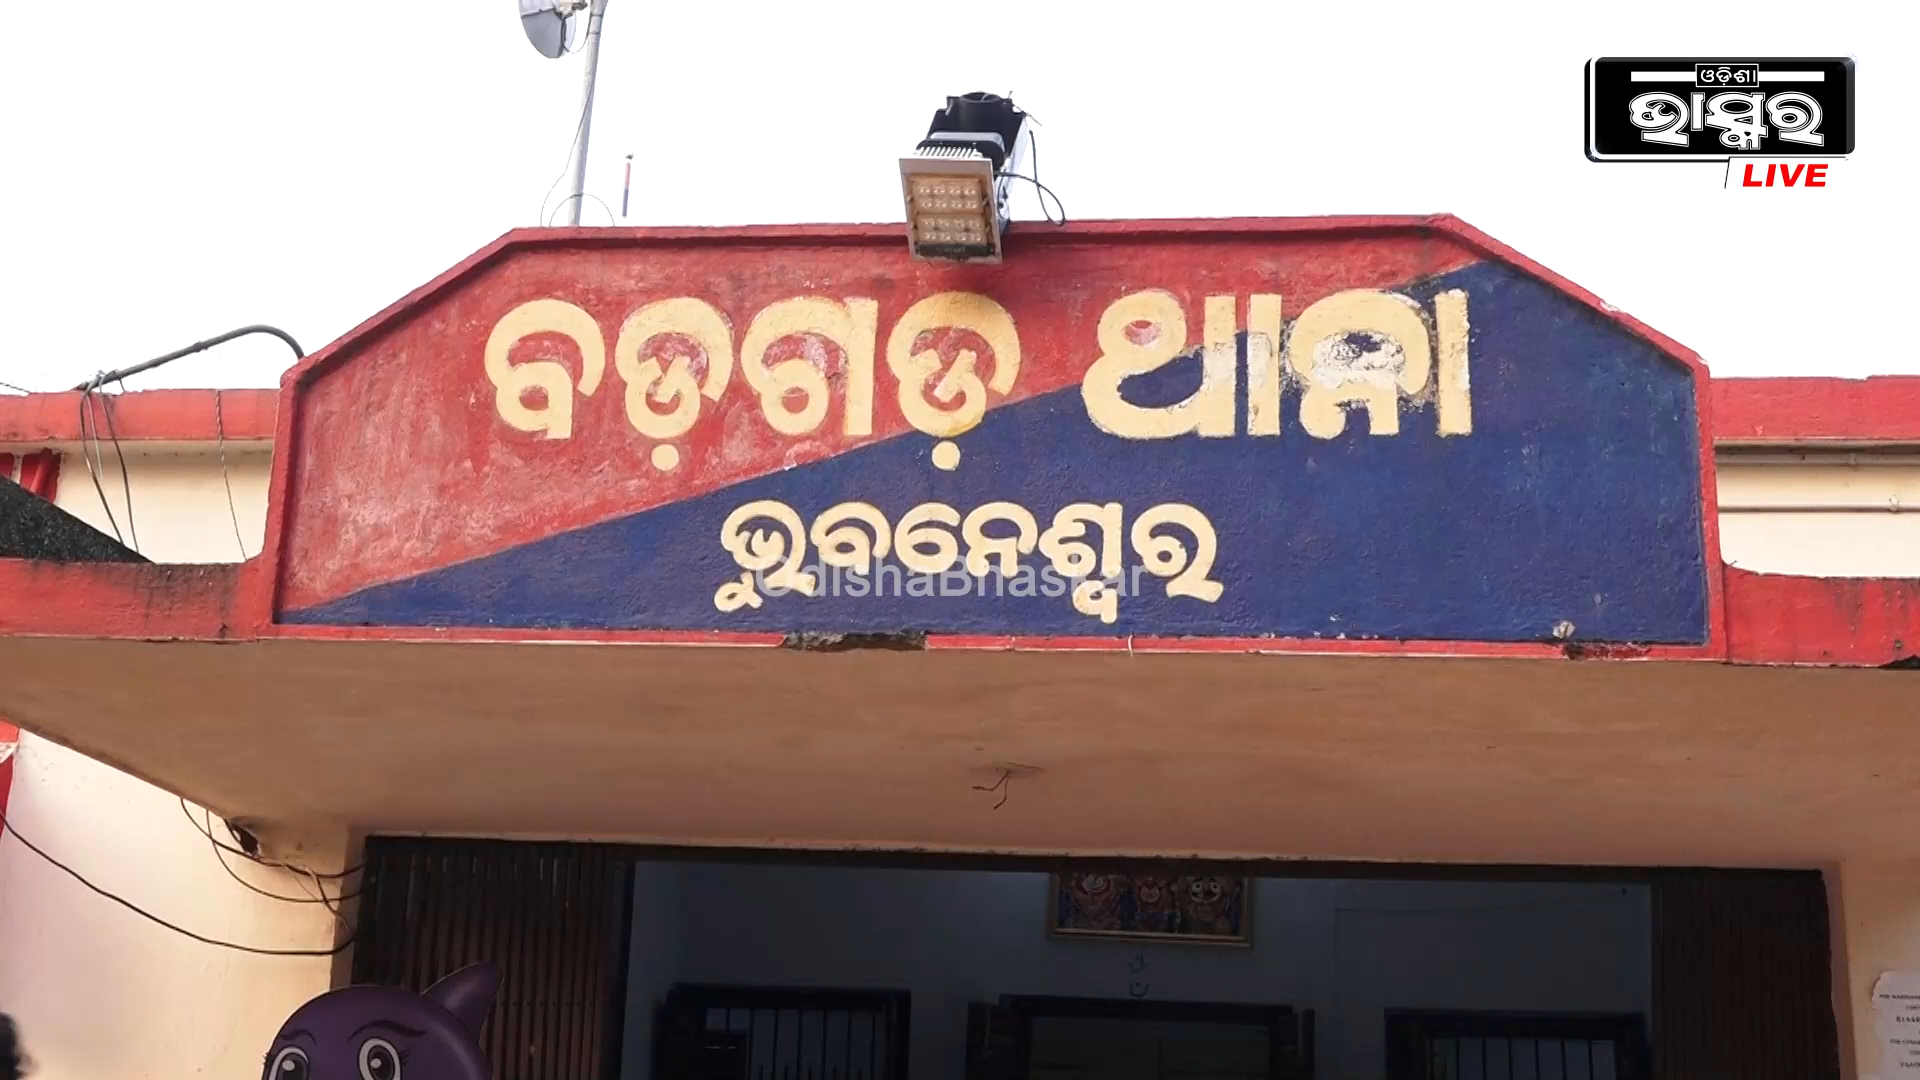 ଓଡ଼ିଶା
ଭାସ୍କର
LIVE
ବଡ଼ଗଡ଼ ଥାନା
ଭୁବନେଶ୍ୱର
OdishaBhaskar